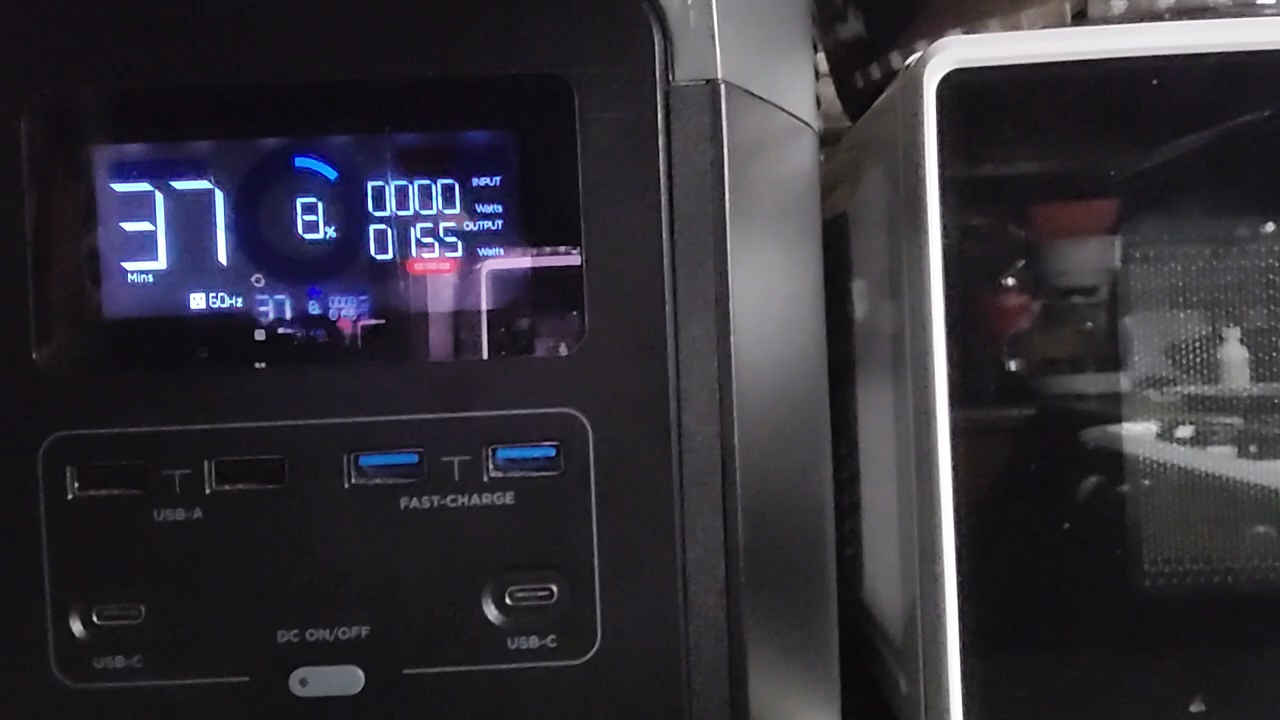 37
Mins
8%
0000 INPUT Watts
0155 OUTPUT Watts
60Hz
USB-A
FAST-CHARGE
USB-C
DC ON/OFF
USB-C